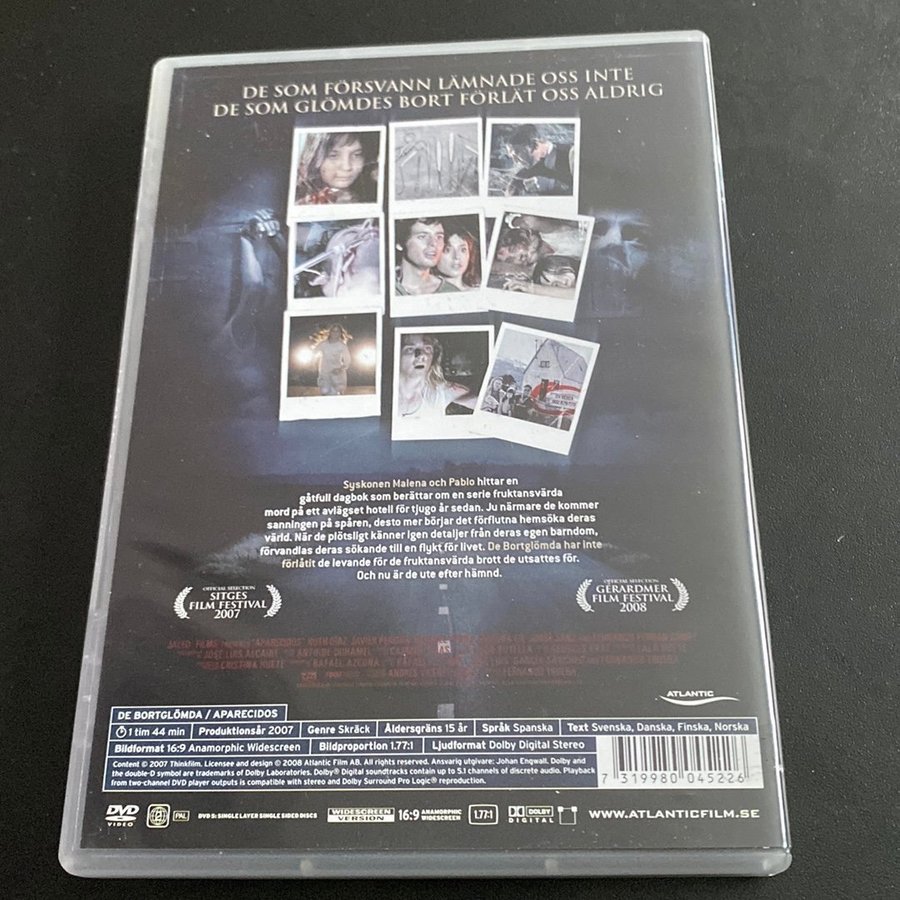 DE SOM FÖRSVANN LÄMNADE OSS INTE
DE SOM GLÖMDES BORT FÖRLÄT OSS ALDRIG
Syskonen Malena och Pablo hittar en
gåtfull dagbok som berättar om en serie fruktansvärda
mord på ett avlägset hotell för tjugo år sedan. Ju närmare de kommer
sanningen på spåren, desto mer börjar det förflutna hemsöka deras
värld. När de plötsligt känner igen detaljer från deras egen barndom,
förvandlas deras sökande till en flykt för livet. De Bortglömda har inte
förlåtit de levande för de fruktansvärda brott de utsattes för.
Och nu är de ute efter hämnd.
OFFICIAL SELECTION
SITGES
FILM FESTIVAL
2007
OFFICIAL SELECTION
GÉRARDMER
FILM FESTIVAL
2008
ATLANTIC
DE BORTGLÖMDA / APARECIDOS
1 tim 44 min Produktionsår 2007 Genre Skräck Åldersgräns 15 år Språk Spanska Text Svenska, Danska, Finska, Norska
Bildformat 16:9 Anamorphic Widescreen Bildproportion 1.77:1 Ljudformat Dolby Digital Stereo
Content © 2007 Thinkfilm. Licensee and design © 2008 Atlantic Film AB. All rights reserved. Ansvarig utgivare: Johan Engwall. Dolby and
the double-D symbol are trademarks of Dolby Laboratories. Dolby® Digital soundtracks contain up to 5.1 channels of discrete audio. Playback
from two-channel DVD player outputs is compatible with stereo and Dolby Surround Pro Logic® reproduction.
7 319980 045226
DVD VIDEO 2 PAL DVD 5: SINGLE LAYER SINGLE SIDED DISCS WIDESCREEN VERSION 16:9 ANAMORPHIC WIDESCREEN 1.77:1 DOLBY DIGITAL WWW.ATLANTICFILM.SE